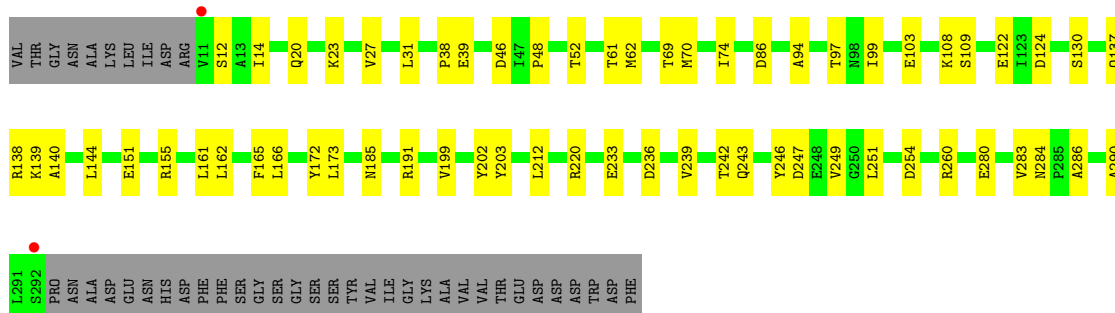 VAL THR GLY ASN ALA LYS LEU ILE ASP ARG V11 S12 A13 I14 Q20 K23 V27 L31 P38 E39 D46 I47 P48 T52 T61 M62 T69 M70 I74 D86 A94 T97 N98 I99 E103 K108 S109 E122 I123 D124 S130
R138 K139 A140 L144 E151 R155 L161 L162 F165 L166 Y172 L173 N185 R191 V199 Y202 Y203 L212 R220 E233 D236 V239 T242 Q243 Y246 D247 E248 V249 G250 L251 D254 R260 E280 V283 N284 P285 A286
L291 S292 PRO ASN ALA ASP GLU ASN HIS ASP PHE PHE SER GLY SER GLY SER SER TYR VAL ILE GLY LYS ALA VAL VAL THR GLU ASP ASP ASP TRP ASP PHE